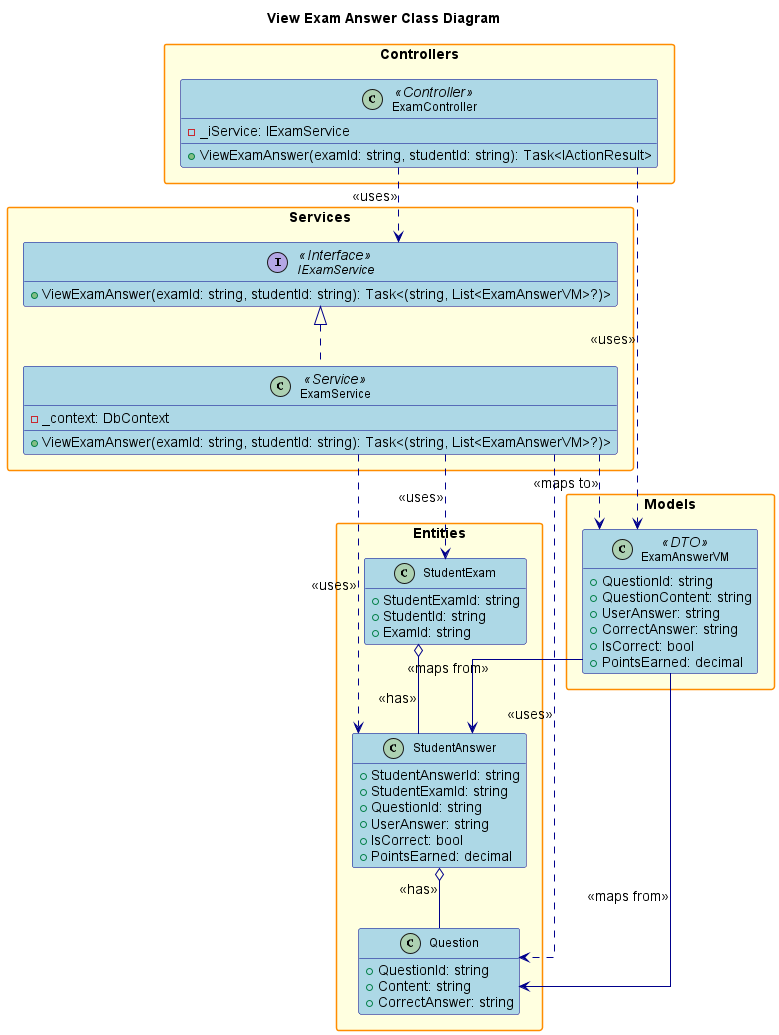 View Exam Answer Class Diagram
Controllers
C
«Controller»
ExamController
_iService: IExamService
ViewExamAnswer(examId: string, studentId: string): Task<IActionResult>
«uses»
Services
I
«Interface»
IExamService
ViewExamAnswer(examId: string, studentId: string): Task<(string, List<ExamAnswerVM>?)>
«uses»
C
«Service»
ExamService
_context: DbContext
ViewExamAnswer(examId: string, studentId: string): Task<(string, List<ExamAnswerVM>?)>
«maps to»
«uses»
Models
C
«DTO»
ExamAnswerVM
QuestionId: string
QuestionContent: string
UserAnswer: string
CorrectAnswer: string
IsCorrect: bool
PointsEarned: decimal
Entities
C
StudentExam
StudentExamId: string
StudentId: string
ExamId: string
«uses»
«maps from»
«has»
«uses»
C
StudentAnswer
StudentAnswerId: string
StudentExamId: string
QuestionId: string
UserAnswer: string
IsCorrect: bool
PointsEarned: decimal
«has»
«maps from»
C
Question
QuestionId: string
Content: string
CorrectAnswer: string